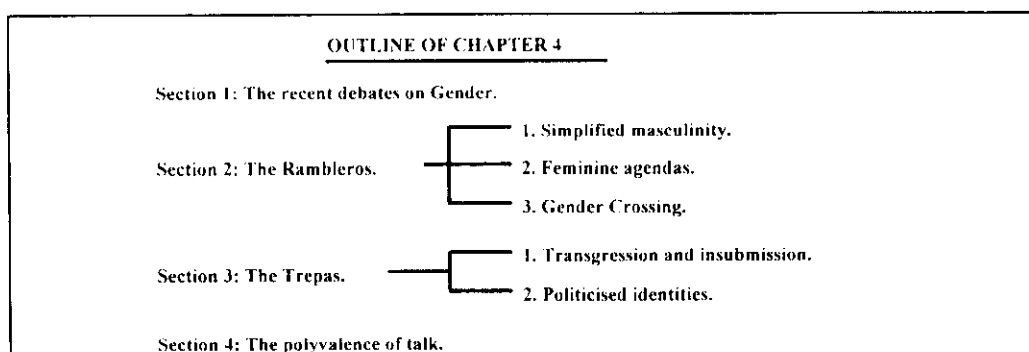 OUTLINE OF CHAPTER 4
Section 1: The recent debates on Gender.
1. Simplified masculinity.
Section 2: The Rambleros.
2. Feminine agendas.
3. Gender Crossing.
1. Transgression and insubmission.
Section 3: The Trepas.
2. Politicised identities.
Section 4: The polyvalence of talk.